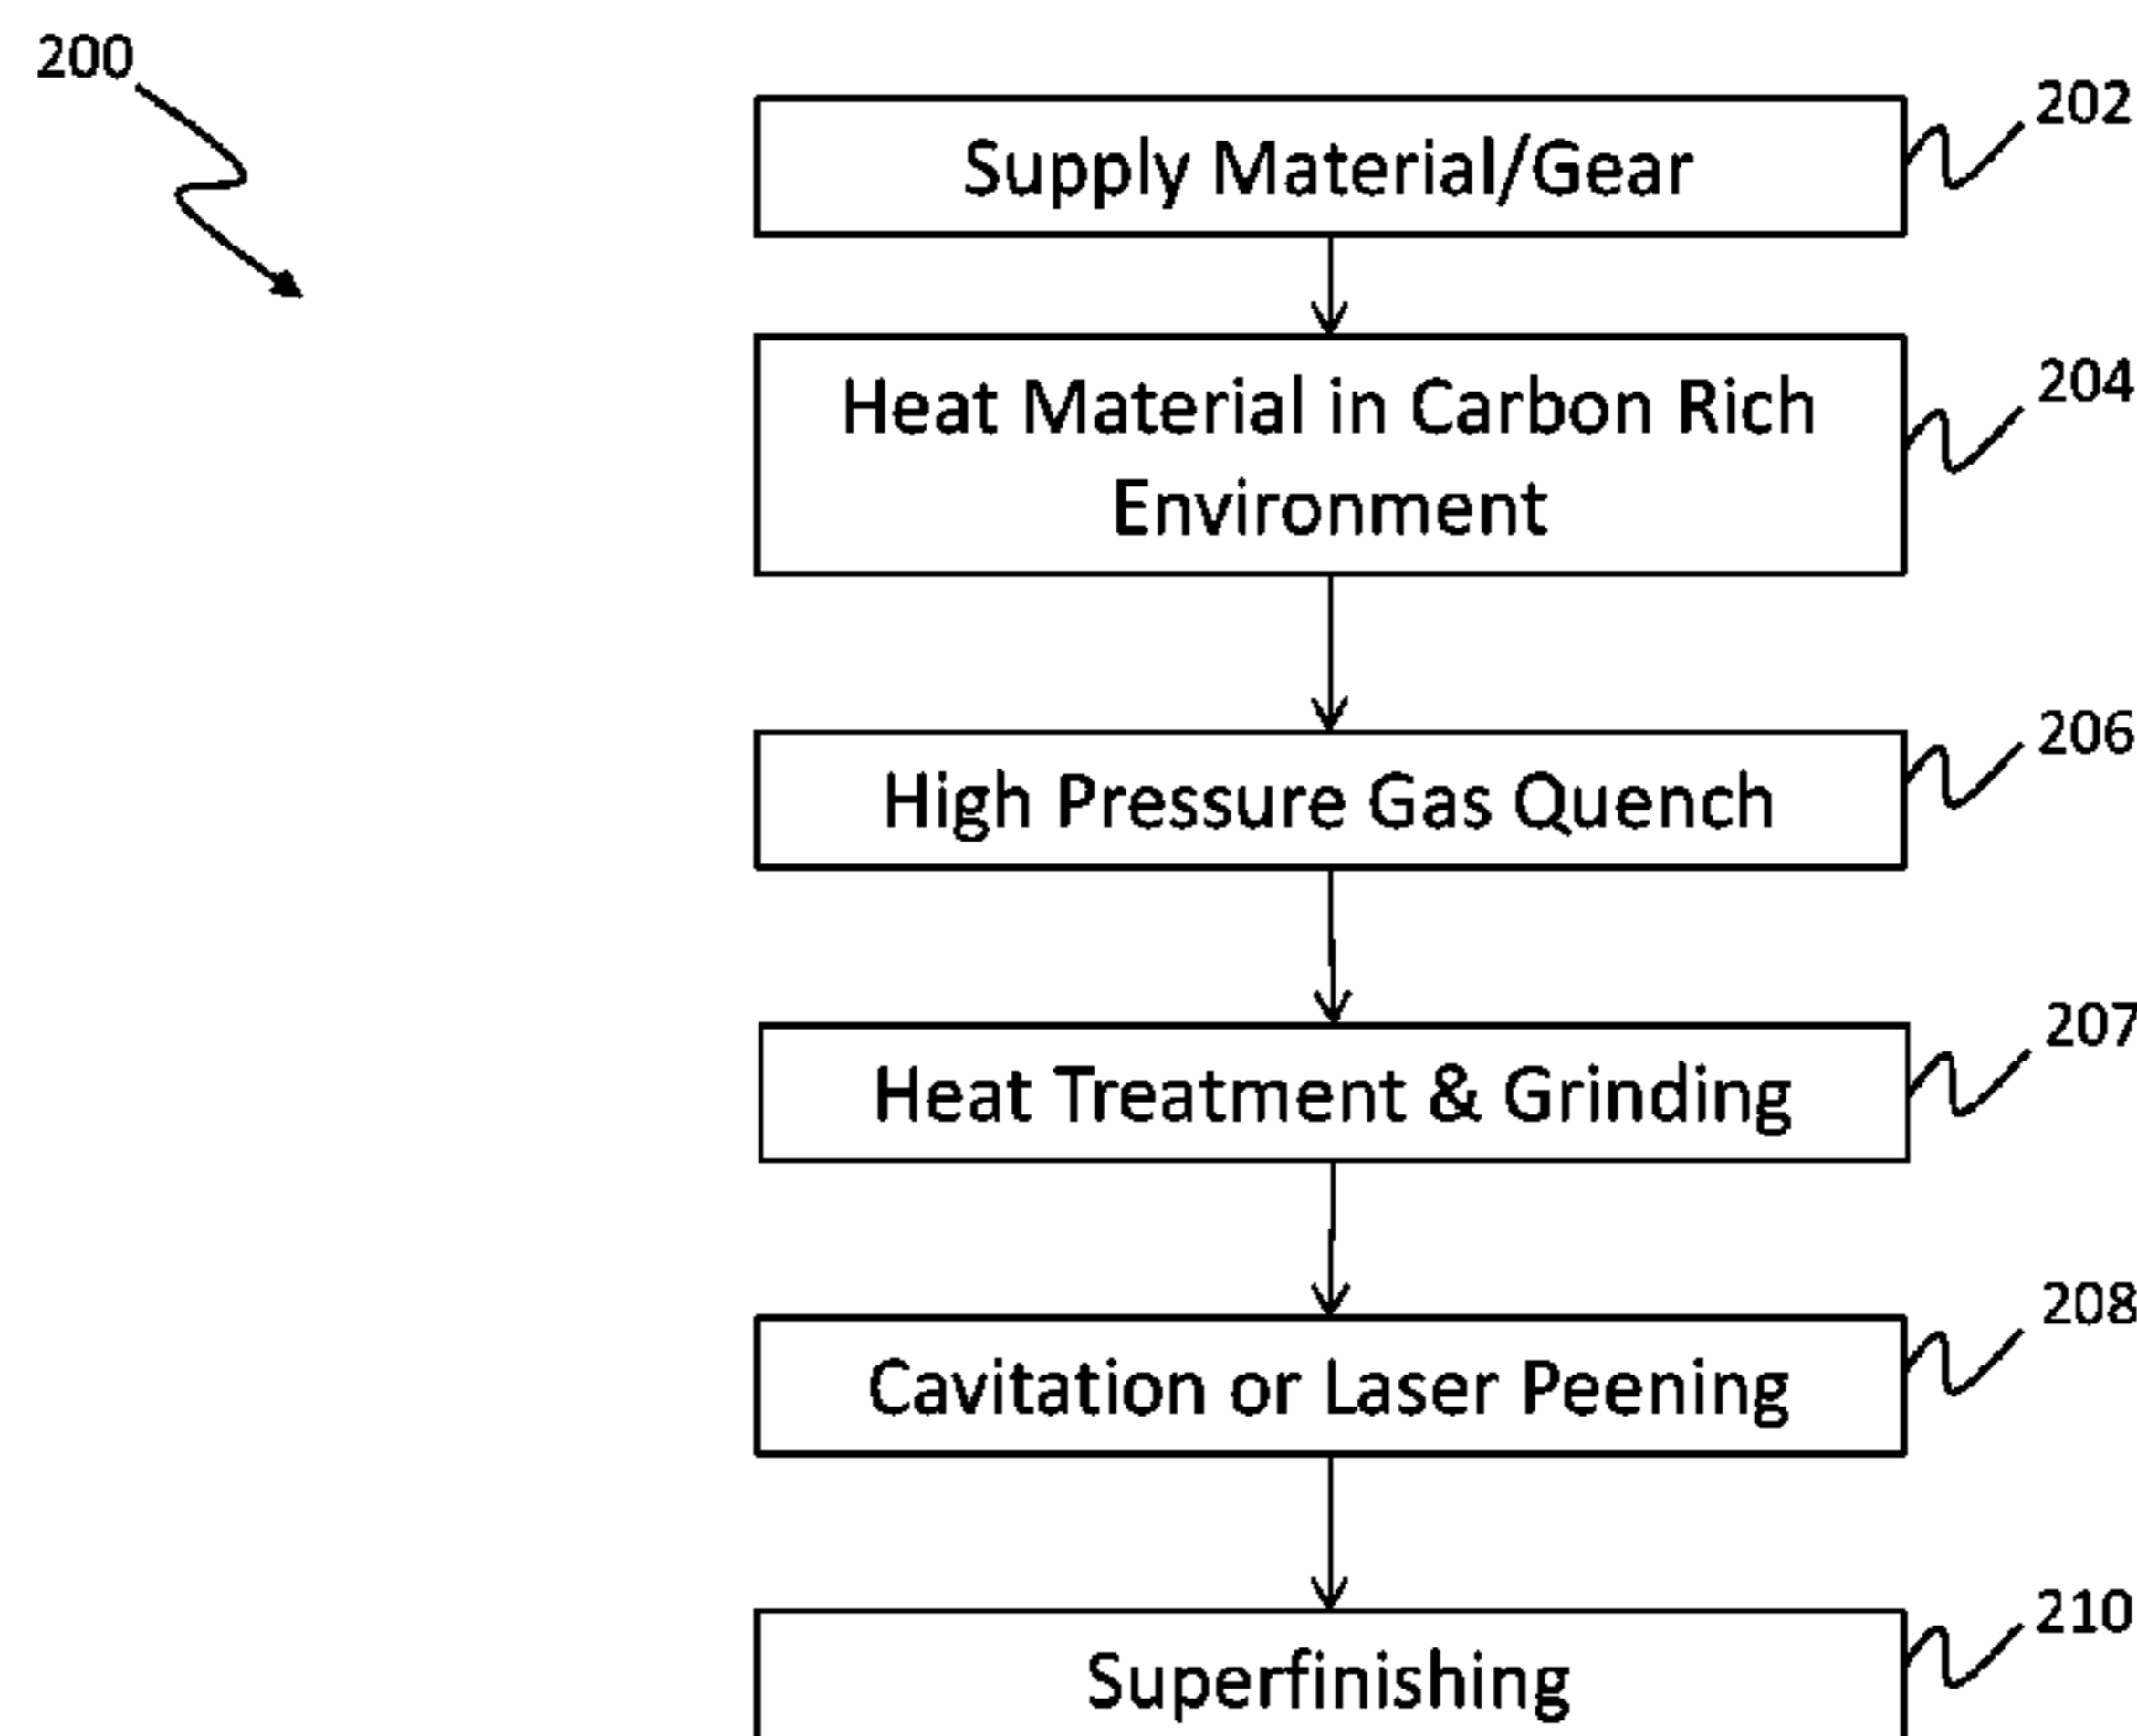 200
Supply Material/Gear
202
Heat Material in Carbon Rich
Environment
204
High Pressure Gas Quench
206
Heat Treatment & Grinding
207
Cavitation or Laser Peening
208
Superfinishing
210